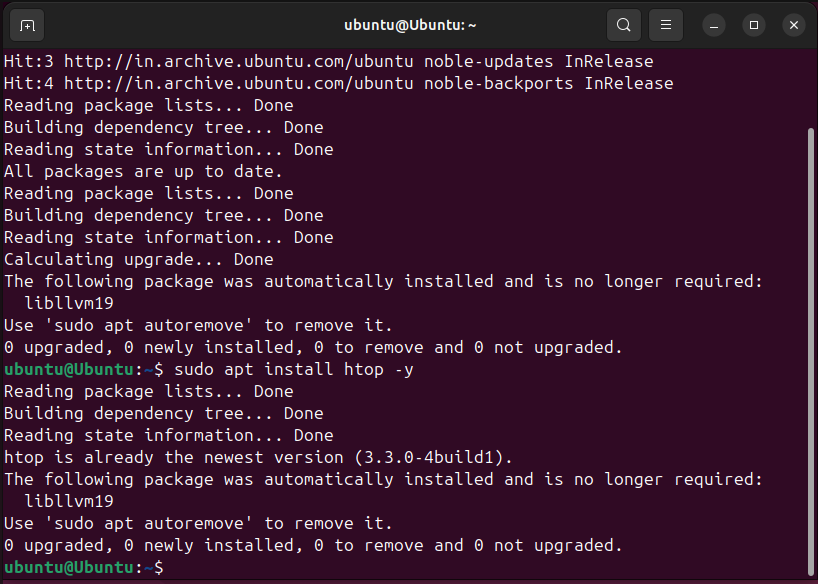 ubuntu@Ubuntu: ~
Hit:3 http://in.archive.ubuntu.com/ubuntu noble-updates InRelease
Hit:4 http://in.archive.ubuntu.com/ubuntu noble-backports InRelease
Reading package lists... Done
Building dependency tree... Done
Reading state information... Done
All packages are up to date.
Reading package lists... Done
Building dependency tree... Done
Reading state information... Done
Calculating upgrade... Done
The following package was automatically installed and is no longer required:
  libllvm19
Use 'sudo apt autoremove' to remove it.
0 upgraded, 0 newly installed, 0 to remove and 0 not upgraded.
ubuntu@Ubuntu:~$ sudo apt install htop -y
Reading package lists... Done
Building dependency tree... Done
Reading state information... Done
htop is already the newest version (3.3.0-4build1).
The following package was automatically installed and is no longer required:
  libllvm19
Use 'sudo apt autoremove' to remove it.
0 upgraded, 0 newly installed, 0 to remove and 0 not upgraded.
ubuntu@Ubuntu:~$